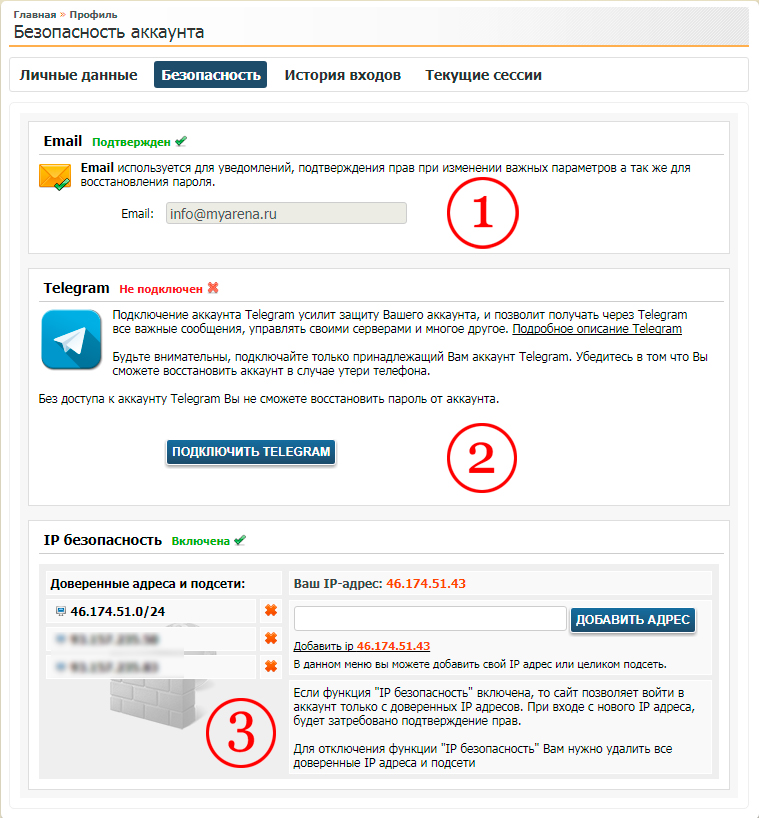 Главная » Профиль
Безопасность аккаунта
Личные данные Безопасность История входов Текущие сессии
Email Подтвержден
Email используется для уведомлений, подтверждения прав при изменении важных параметров а так же для
восстановления пароля.
Email: info@myarena.ru
1
Telegram Не подключен
Подключение аккаунта Telegram усилит защиту Вашего аккаунта, и позволит получать через Telegram
все важные сообщения, управлять своими серверами и многое другое. Подробное описание Telegram
Будьте внимательны, подключайте только принадлежащий Вам аккаунт Telegram. Убедитесь в том что Вы
сможете восстановить аккаунт в случае утери телефона.
Без доступа к аккаунту Telegram Вы не сможете восстановить пароль от аккаунта.
ПОДКЛЮЧИТЬ TELEGRAM
2
IP безопасность Включена
Доверенные адреса и подсети:
46.174.51.0/24
3
Ваш IP-адрес: 46.174.51.43
ДОБАВИТЬ АДРЕС
Добавить ip 46.174.51.43
В данном меню вы можете добавить свой IP адрес или целиком подсеть.
Если функция "IP безопасность" включена, то сайт позволяет войти в
аккаунт только с доверенных IP адресов. При входе с нового IP адреса,
будет затребовано подтверждение прав.
Для отключения функции "IP безопасность" Вам нужно удалить все
доверенные IP адреса и подсети